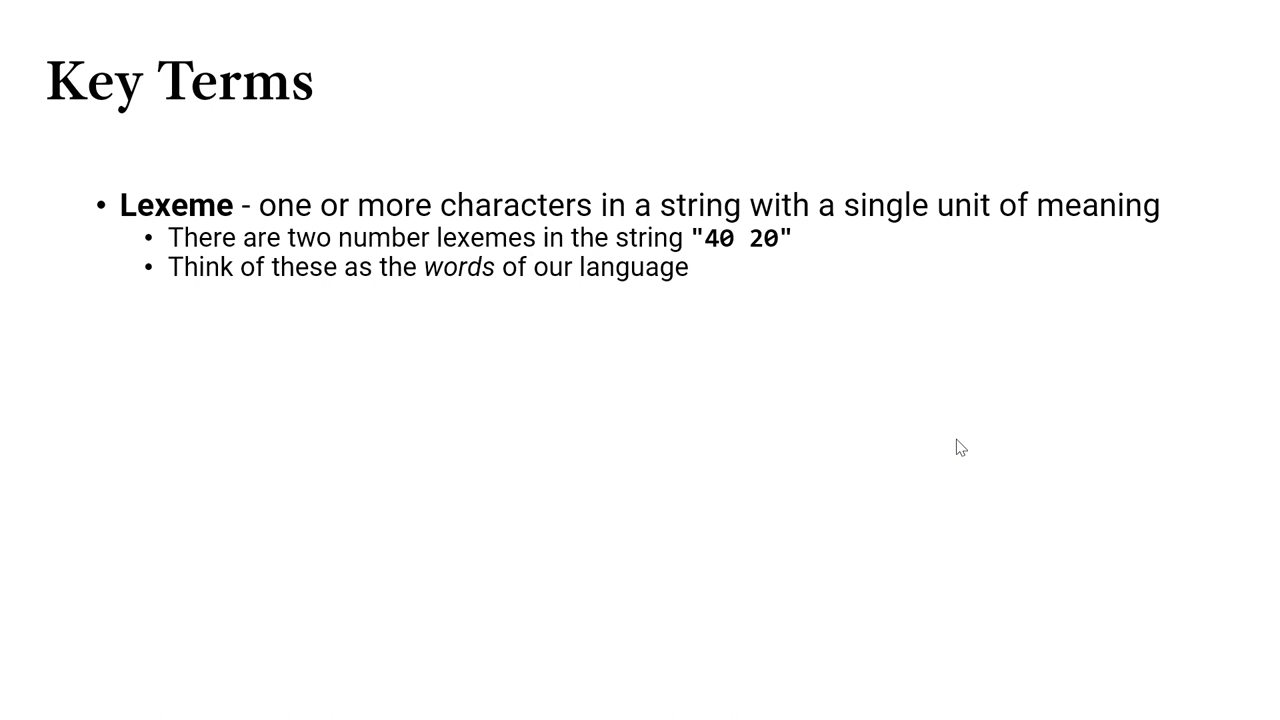 Key Terms
• Lexeme - one or more characters in a string with a single unit of meaning
• There are two number lexemes in the string "40 20"
• Think of these as the words of our language